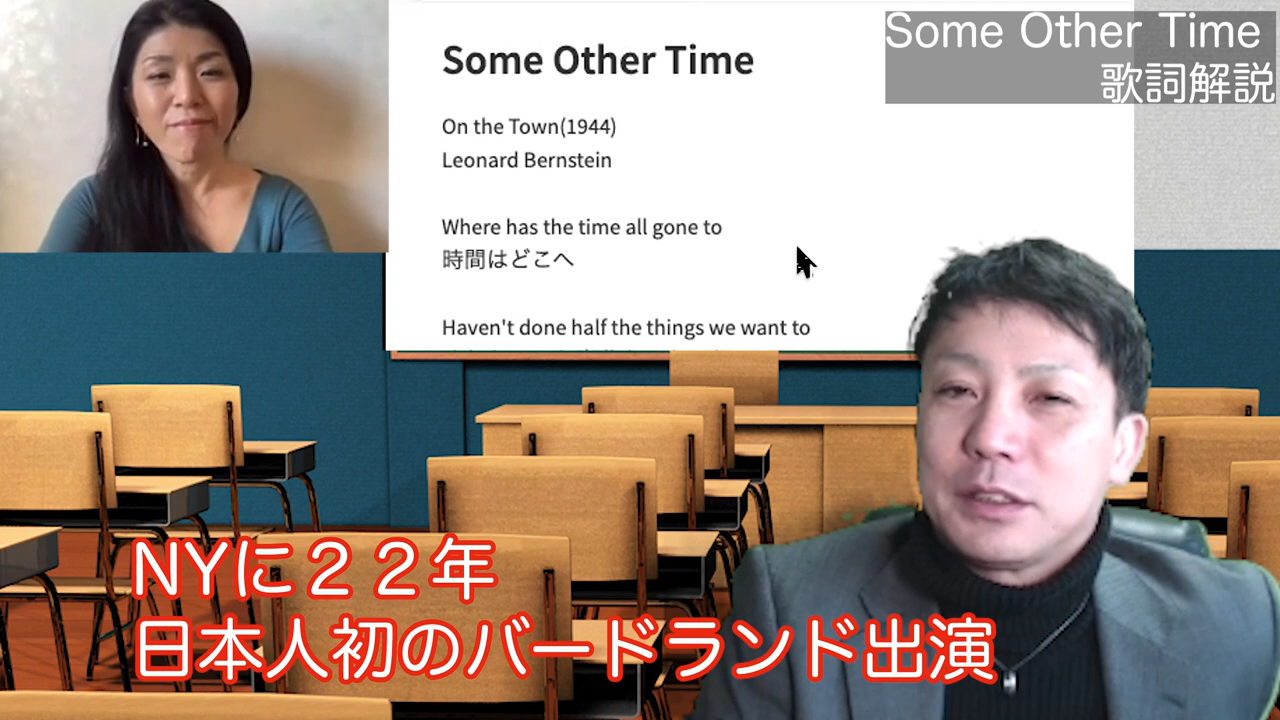 Some Other Time
歌詞解説
Some Other Time
On the Town(1944)
Leonard Bernstein
Where has the time all gone to
時間はどこへ
Haven't done half the things we want to
NYに２２年
日本人初のバードランド出演